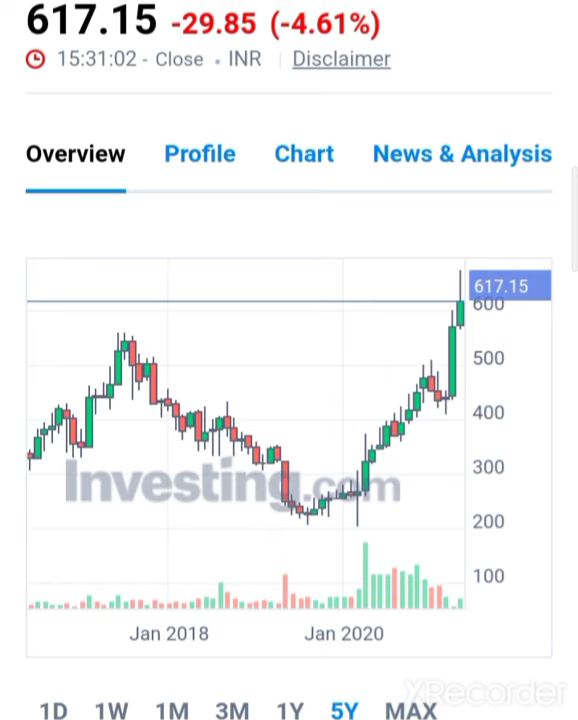 617.15 -29.85 (-4.61%)
15:31:02 - Close • INR | Disclaimer
Overview Profile Chart News & Analysis
617.15
600
500
400
300
Investing.com
200
100
Jan 2018 Jan 2020
XRecorder
1D 1W 1M 3M 1Y 5Y MAX